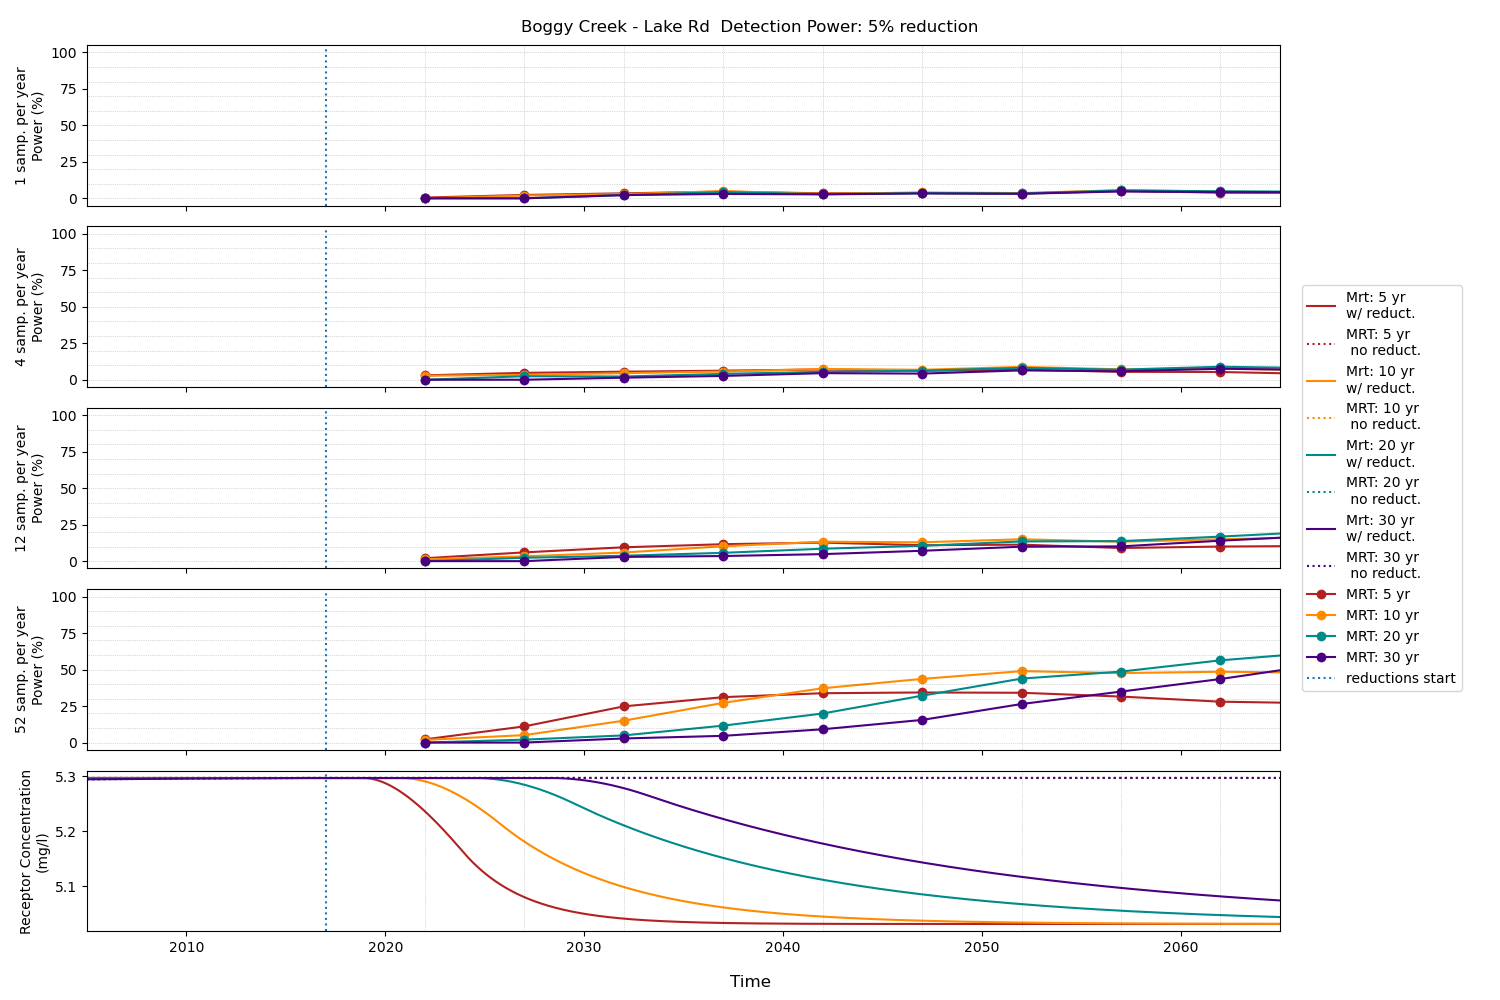 Boggy Creek - Lake Rd  Detection Power: 5% reduction
1 samp. per year
Power (%)
100
75
50
25
0
4 samp. per year
Power (%)
100
75
50
25
0
12 samp. per year
Power (%)
100
75
50
25
0
52 samp. per year
Power (%)
100
75
50
25
0
Receptor Concentration
(mg/l)
5.3
5.2
5.1
2010
2020
2030
2040
2050
2060
Time
Mrt: 5 yr
w/ reduct.
MRT: 5 yr
no reduct.
Mrt: 10 yr
w/ reduct.
MRT: 10 yr
no reduct.
Mrt: 20 yr
w/ reduct.
MRT: 20 yr
no reduct.
Mrt: 30 yr
w/ reduct.
MRT: 30 yr
no reduct.
MRT: 5 yr
MRT: 10 yr
MRT: 20 yr
MRT: 30 yr
reductions start